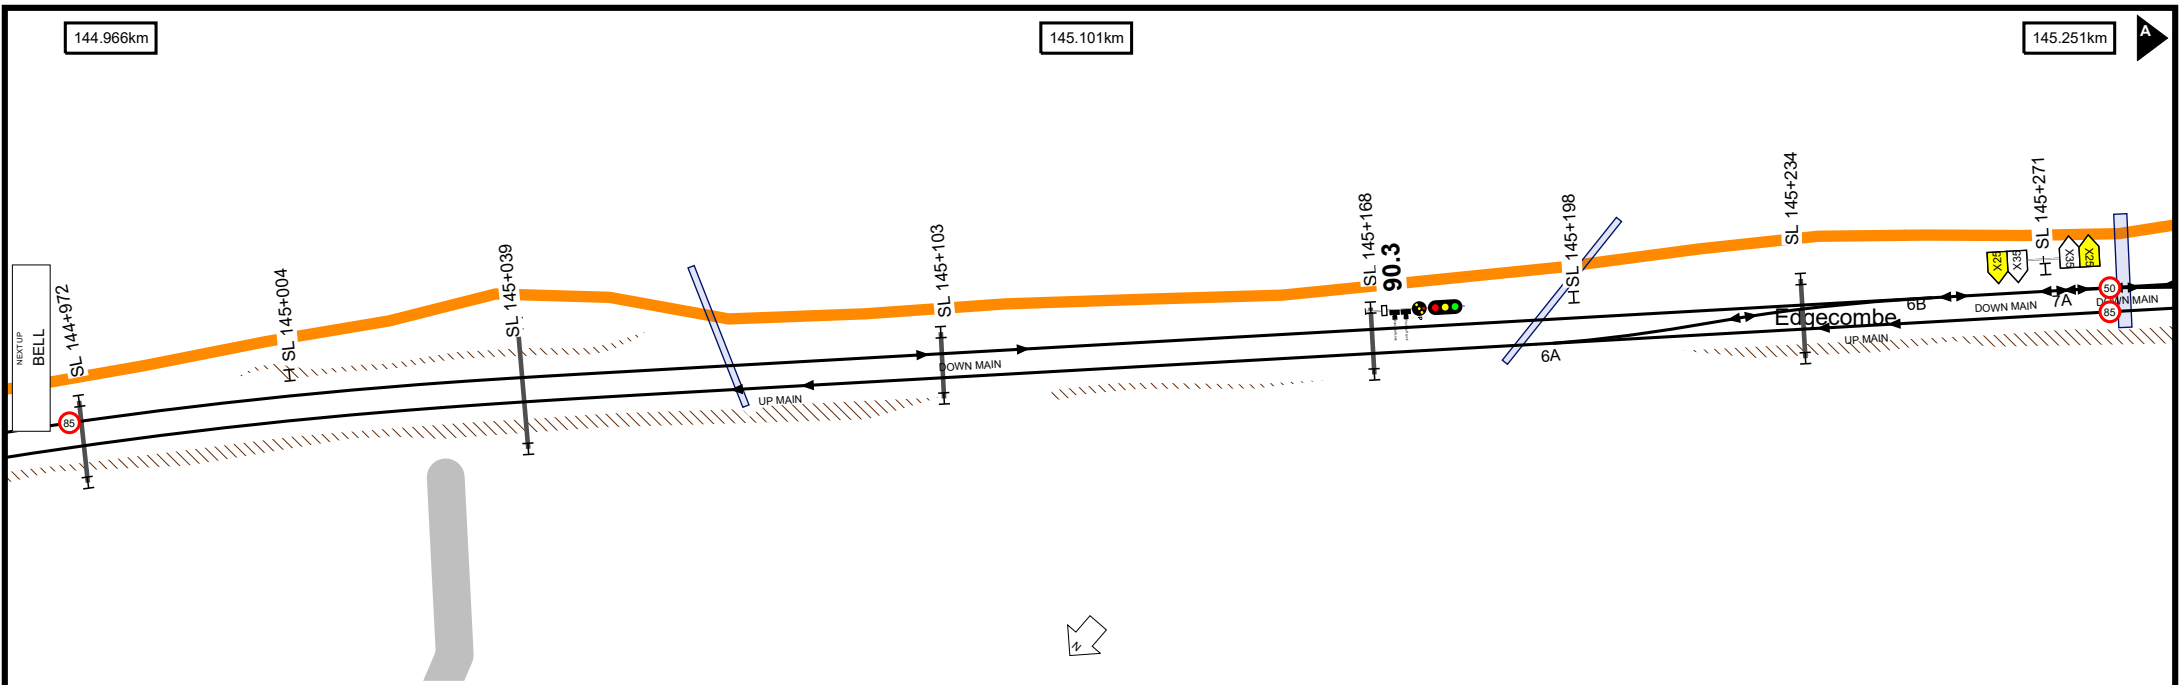 144.966km
145.101km
145.251km
A
NEXT UP
BELL
SL 144+972
SL 145+004
SL 145+039
SL 145+103
SL 145+168
90.3
SL 145+198
SL 145+234
SL 145+271
X25
X35
X35
X25
85
50
85
DOWN MAIN
UP MAIN
6A
Edgecombe
6B
DOWN MAIN
7A
DOWN MAIN
UP MAIN
N